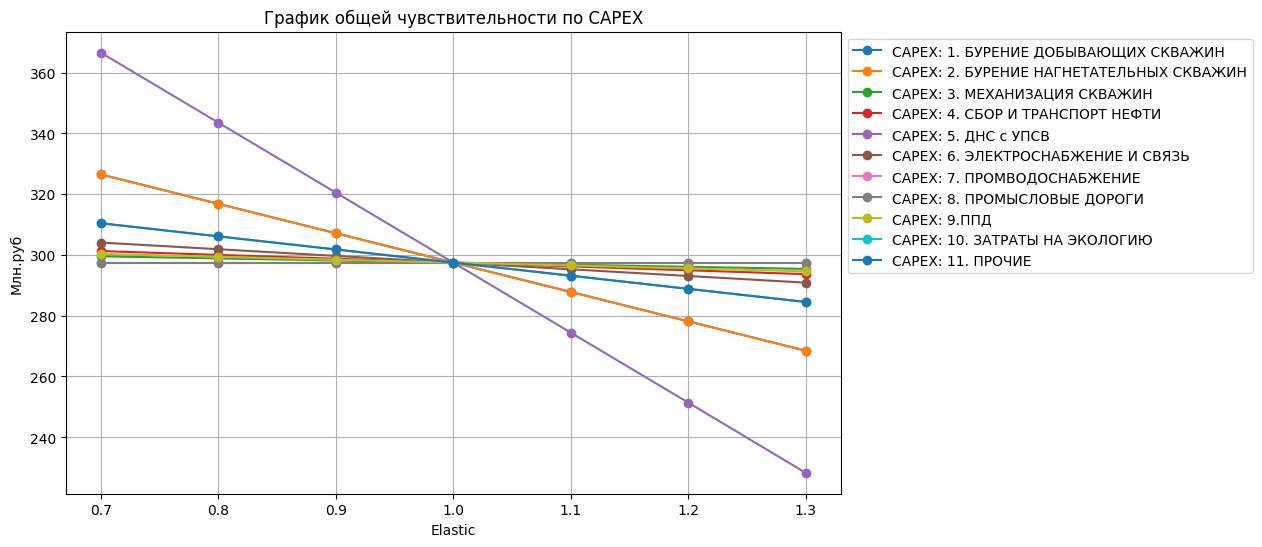 График общей чувствительности по CAPEX
Млн.руб
360
340
320
300
280
260
240
0.7
0.8
0.9
1.0
1.1
1.2
1.3
Elastic
CAPEX: 1. БУРЕНИЕ ДОБЫВАЮЩИХ СКВАЖИН
CAPEX: 2. БУРЕНИЕ НАГНЕТАТЕЛЬНЫХ СКВАЖИН
CAPEX: 3. МЕХАНИЗАЦИЯ СКВАЖИН
CAPEX: 4. СБОР И ТРАНСПОРТ НЕФТИ
CAPEX: 5. ДНС с УПСВ
CAPEX: 6. ЭЛЕКТРОСНАБЖЕНИЕ И СВЯЗЬ
CAPEX: 7. ПРОМВОДОСНАБЖЕНИЕ
CAPEX: 8. ПРОМЫСЛОВЫЕ ДОРОГИ
CAPEX: 9.ППД
CAPEX: 10. ЗАТРАТЫ НА ЭКОЛОГИЮ
CAPEX: 11. ПРОЧИЕ